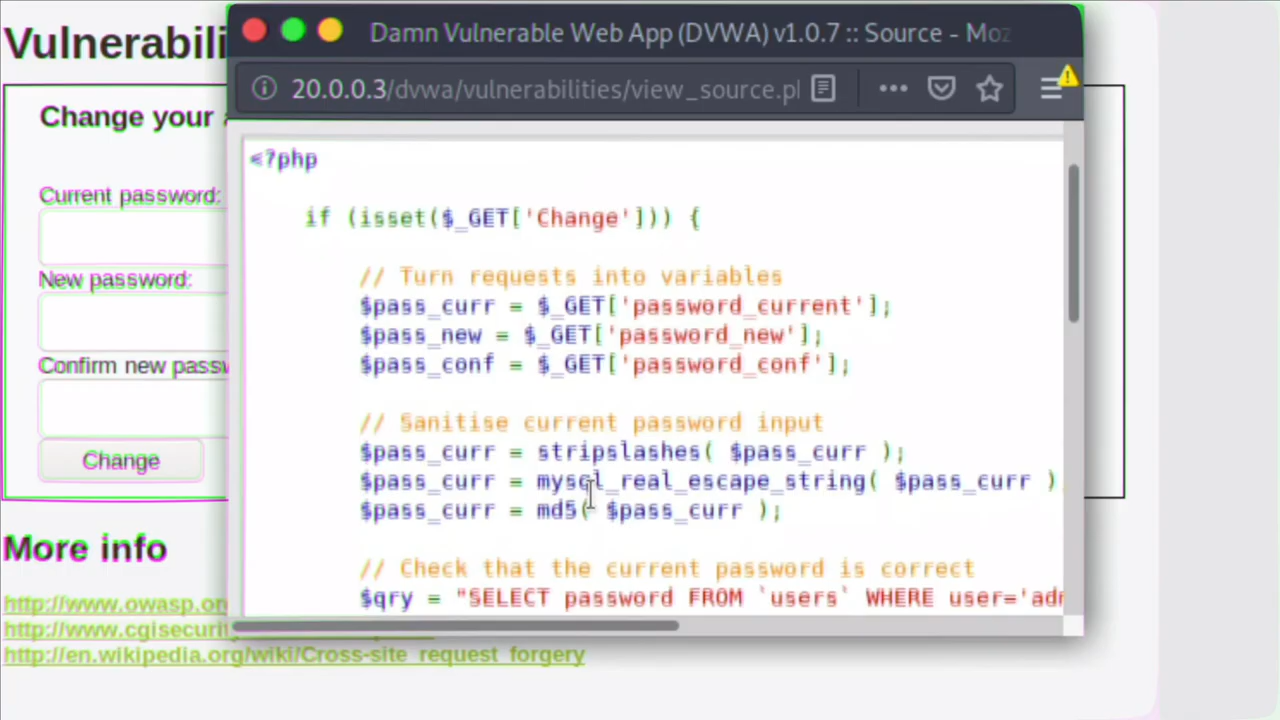 Vulnerabili
Damn Vulnerable Web App (DVWA) v1.0.7 :: Source - Moz
20.0.0.3/dvwa/vulnerabilities/view_source.pl
Change your
Current password:
New password:
Confirm new passw
Change
<?php
if (isset($_GET['Change'])) {
// Turn requests into variables
$pass_curr = $_GET['password_current'];
$pass_new = $_GET['password_new'];
$pass_conf = $_GET['password_conf'];
// Sanitise current password input
$pass_curr = stripslashes( $pass_curr );
$pass_curr = mysql_real_escape_string( $pass_curr )
$pass_curr = md5( $pass_curr );
// Check that the current password is correct
$qry = "SELECT password FROM `users` WHERE user='adm
More info
http://www.owasp.or
http://www.cgisecurity
http://en.wikipedia.org/wiki/Cross-site_request_forgery